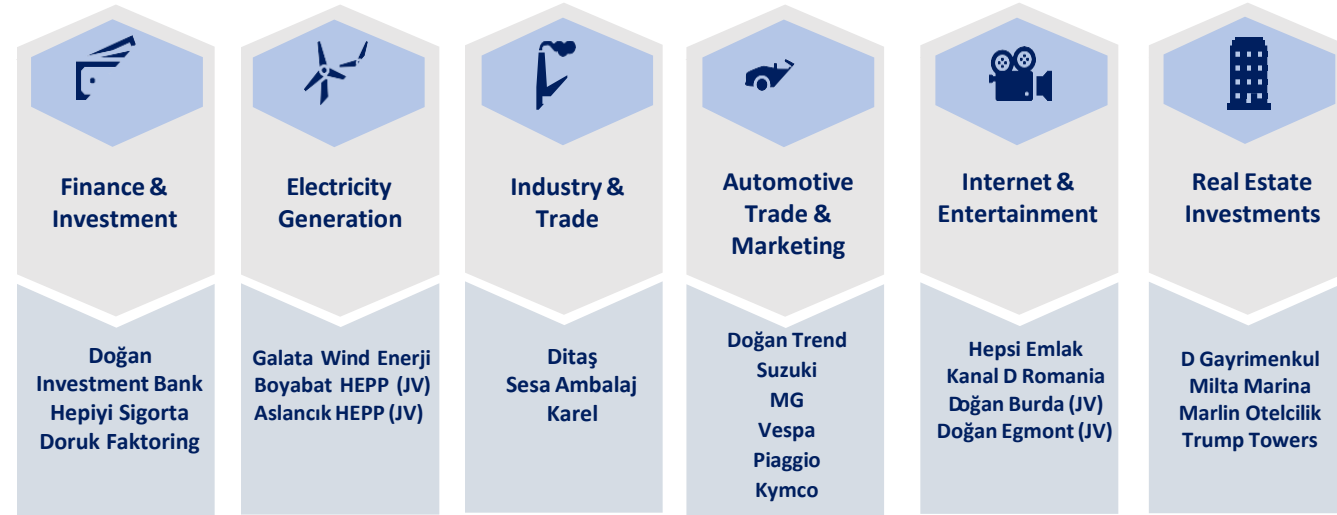 Finance &
Investment
Electricity
Generation
Industry &
Trade
Automotive
Trade &
Marketing
Internet &
Entertainment
Real Estate
Investments
Doğan
Investment Bank
Hepiyi Sigorta
Doruk Faktoring
Galata Wind Enerji
Boyabat HEPP (JV)
Aslancık HEPP (JV)
Ditaş
Sesa Ambalaj
Karel
Doğan Trend
Suzuki
MG
Vespa
Piaggio
Kymco
Hepsi Emlak
Kanal D Romania
Doğan Burda (JV)
Doğan Egmont (JV)
D Gayrimenkul
Milta Marina
Marlin Otelcilik
Trump Towers